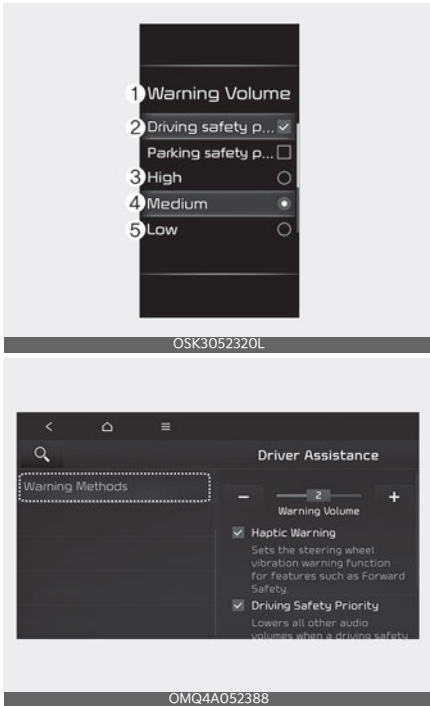 1 Warning Volume
2 Driving safety p...
Parking safety p...
3 High
4 Medium
5 Low
OSK3052320L
Driver Assistance
Warning Methods
− 2 +
Warning Volume
Haptic Warning
Sets the steering wheel
vibration warning function
for features such as Forward
Safety.
Driving Safety Priority
Lowers all other audio
volumes when a driving safety
OMQ4A052388